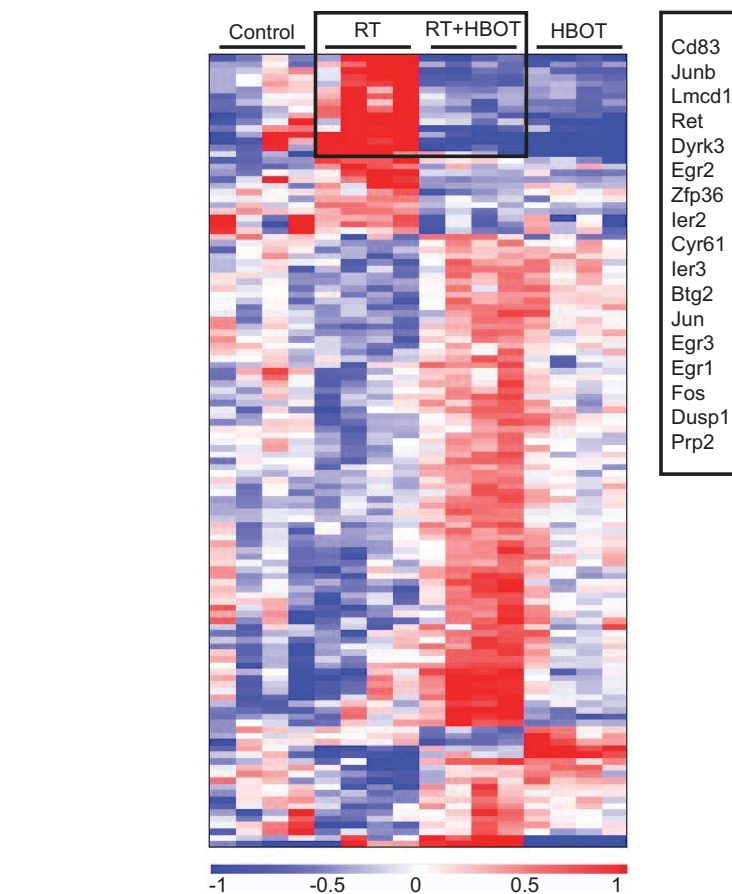 Control RT RT+HBOT HBOT
Cd83
Junb
Lmcd1
Ret
Dyrk3
Egr2
Zfp36
Ier2
Cyr61
Ier3
Btg2
Jun
Egr3
Egr1
Fos
Dusp1
Prp2
-1 -0.5 0 0.5 1